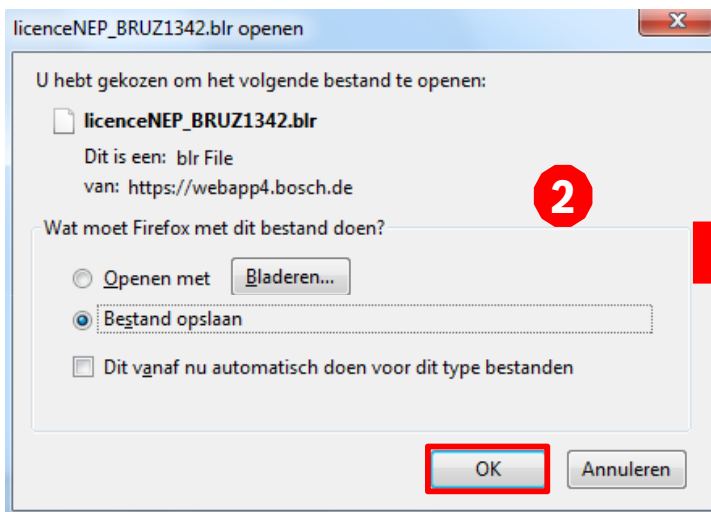 licenceNEP_BRUZ1342.blr openen
U hebt gekozen om het volgende bestand te openen:
licenceNEP_BRUZ1342.blr
Dit is een: blr File
van: https://webapp4.bosch.de
2
Wat moet Firefox met dit bestand doen?
Openen met Bladeren...
Bestand opslaan
Dit vanaf nu automatisch doen voor dit type bestanden
OK Annuleren